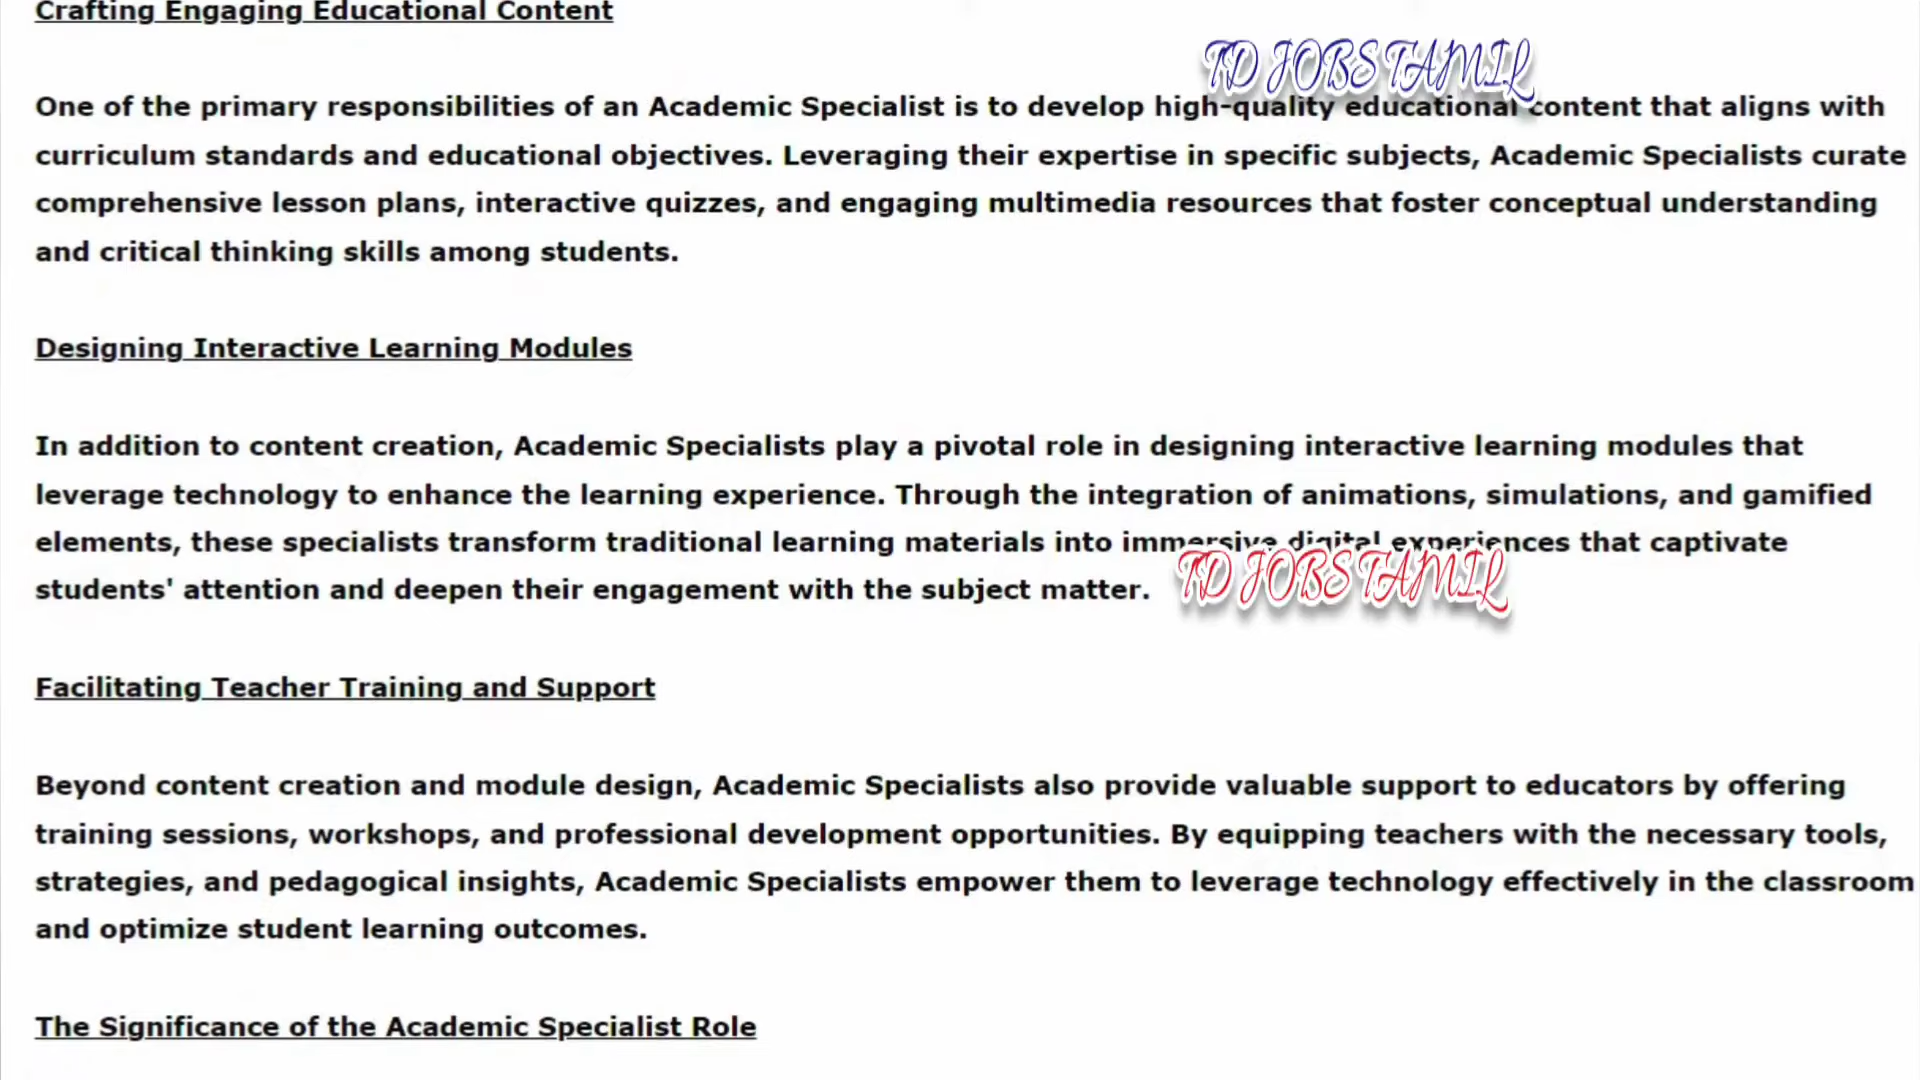 Crafting Engaging Educational Content
TD JOBS TAMIL
One of the primary responsibilities of an Academic Specialist is to develop high-quality educational content that aligns with
curriculum standards and educational objectives. Leveraging their expertise in specific subjects, Academic Specialists curate
comprehensive lesson plans, interactive quizzes, and engaging multimedia resources that foster conceptual understanding
and critical thinking skills among students.
Designing Interactive Learning Modules
In addition to content creation, Academic Specialists play a pivotal role in designing interactive learning modules that
leverage technology to enhance the learning experience. Through the integration of animations, simulations, and gamified
elements, these specialists transform traditional learning materials into immersive digital experiences that captivate
students' attention and deepen their engagement with the subject matter.
TD JOBS TAMIL
Facilitating Teacher Training and Support
Beyond content creation and module design, Academic Specialists also provide valuable support to educators by offering
training sessions, workshops, and professional development opportunities. By equipping teachers with the necessary tools,
strategies, and pedagogical insights, Academic Specialists empower them to leverage technology effectively in the classroom
and optimize student learning outcomes.
The Significance of the Academic Specialist Role